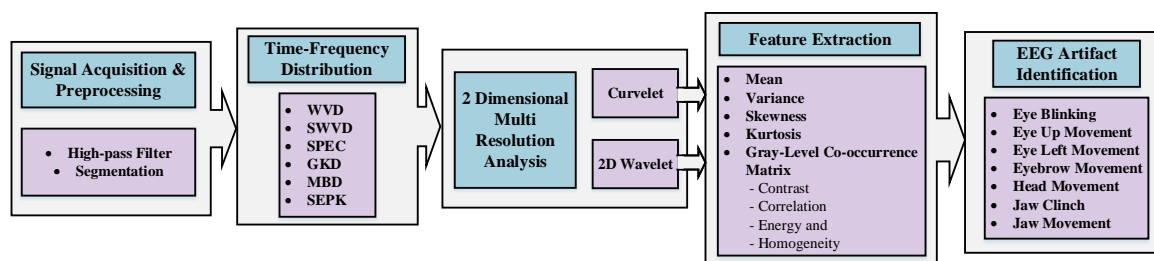 Signal Acquisition &
Preprocessing
• High-pass Filter
• Segmentation
Time-Frequency
Distribution
• WVD
• SWVD
• SPEC
• GKD
• MBD
• SEPK
2 Dimensional
Multi
Resolution
Analysis
Curvelet
2D Wavelet
Feature Extraction
• Mean
• Variance
• Skewness
• Kurtosis
• Gray-Level Co-occurrence
Matrix
- Contrast
- Correlation
- Energy and
- Homogeneity
EEG Artifact
Identification
• Eye Blinking
• Eye Up Movement
• Eye Left Movement
• Eyebrow Movement
• Head Movement
• Jaw Clinch
• Jaw Movement